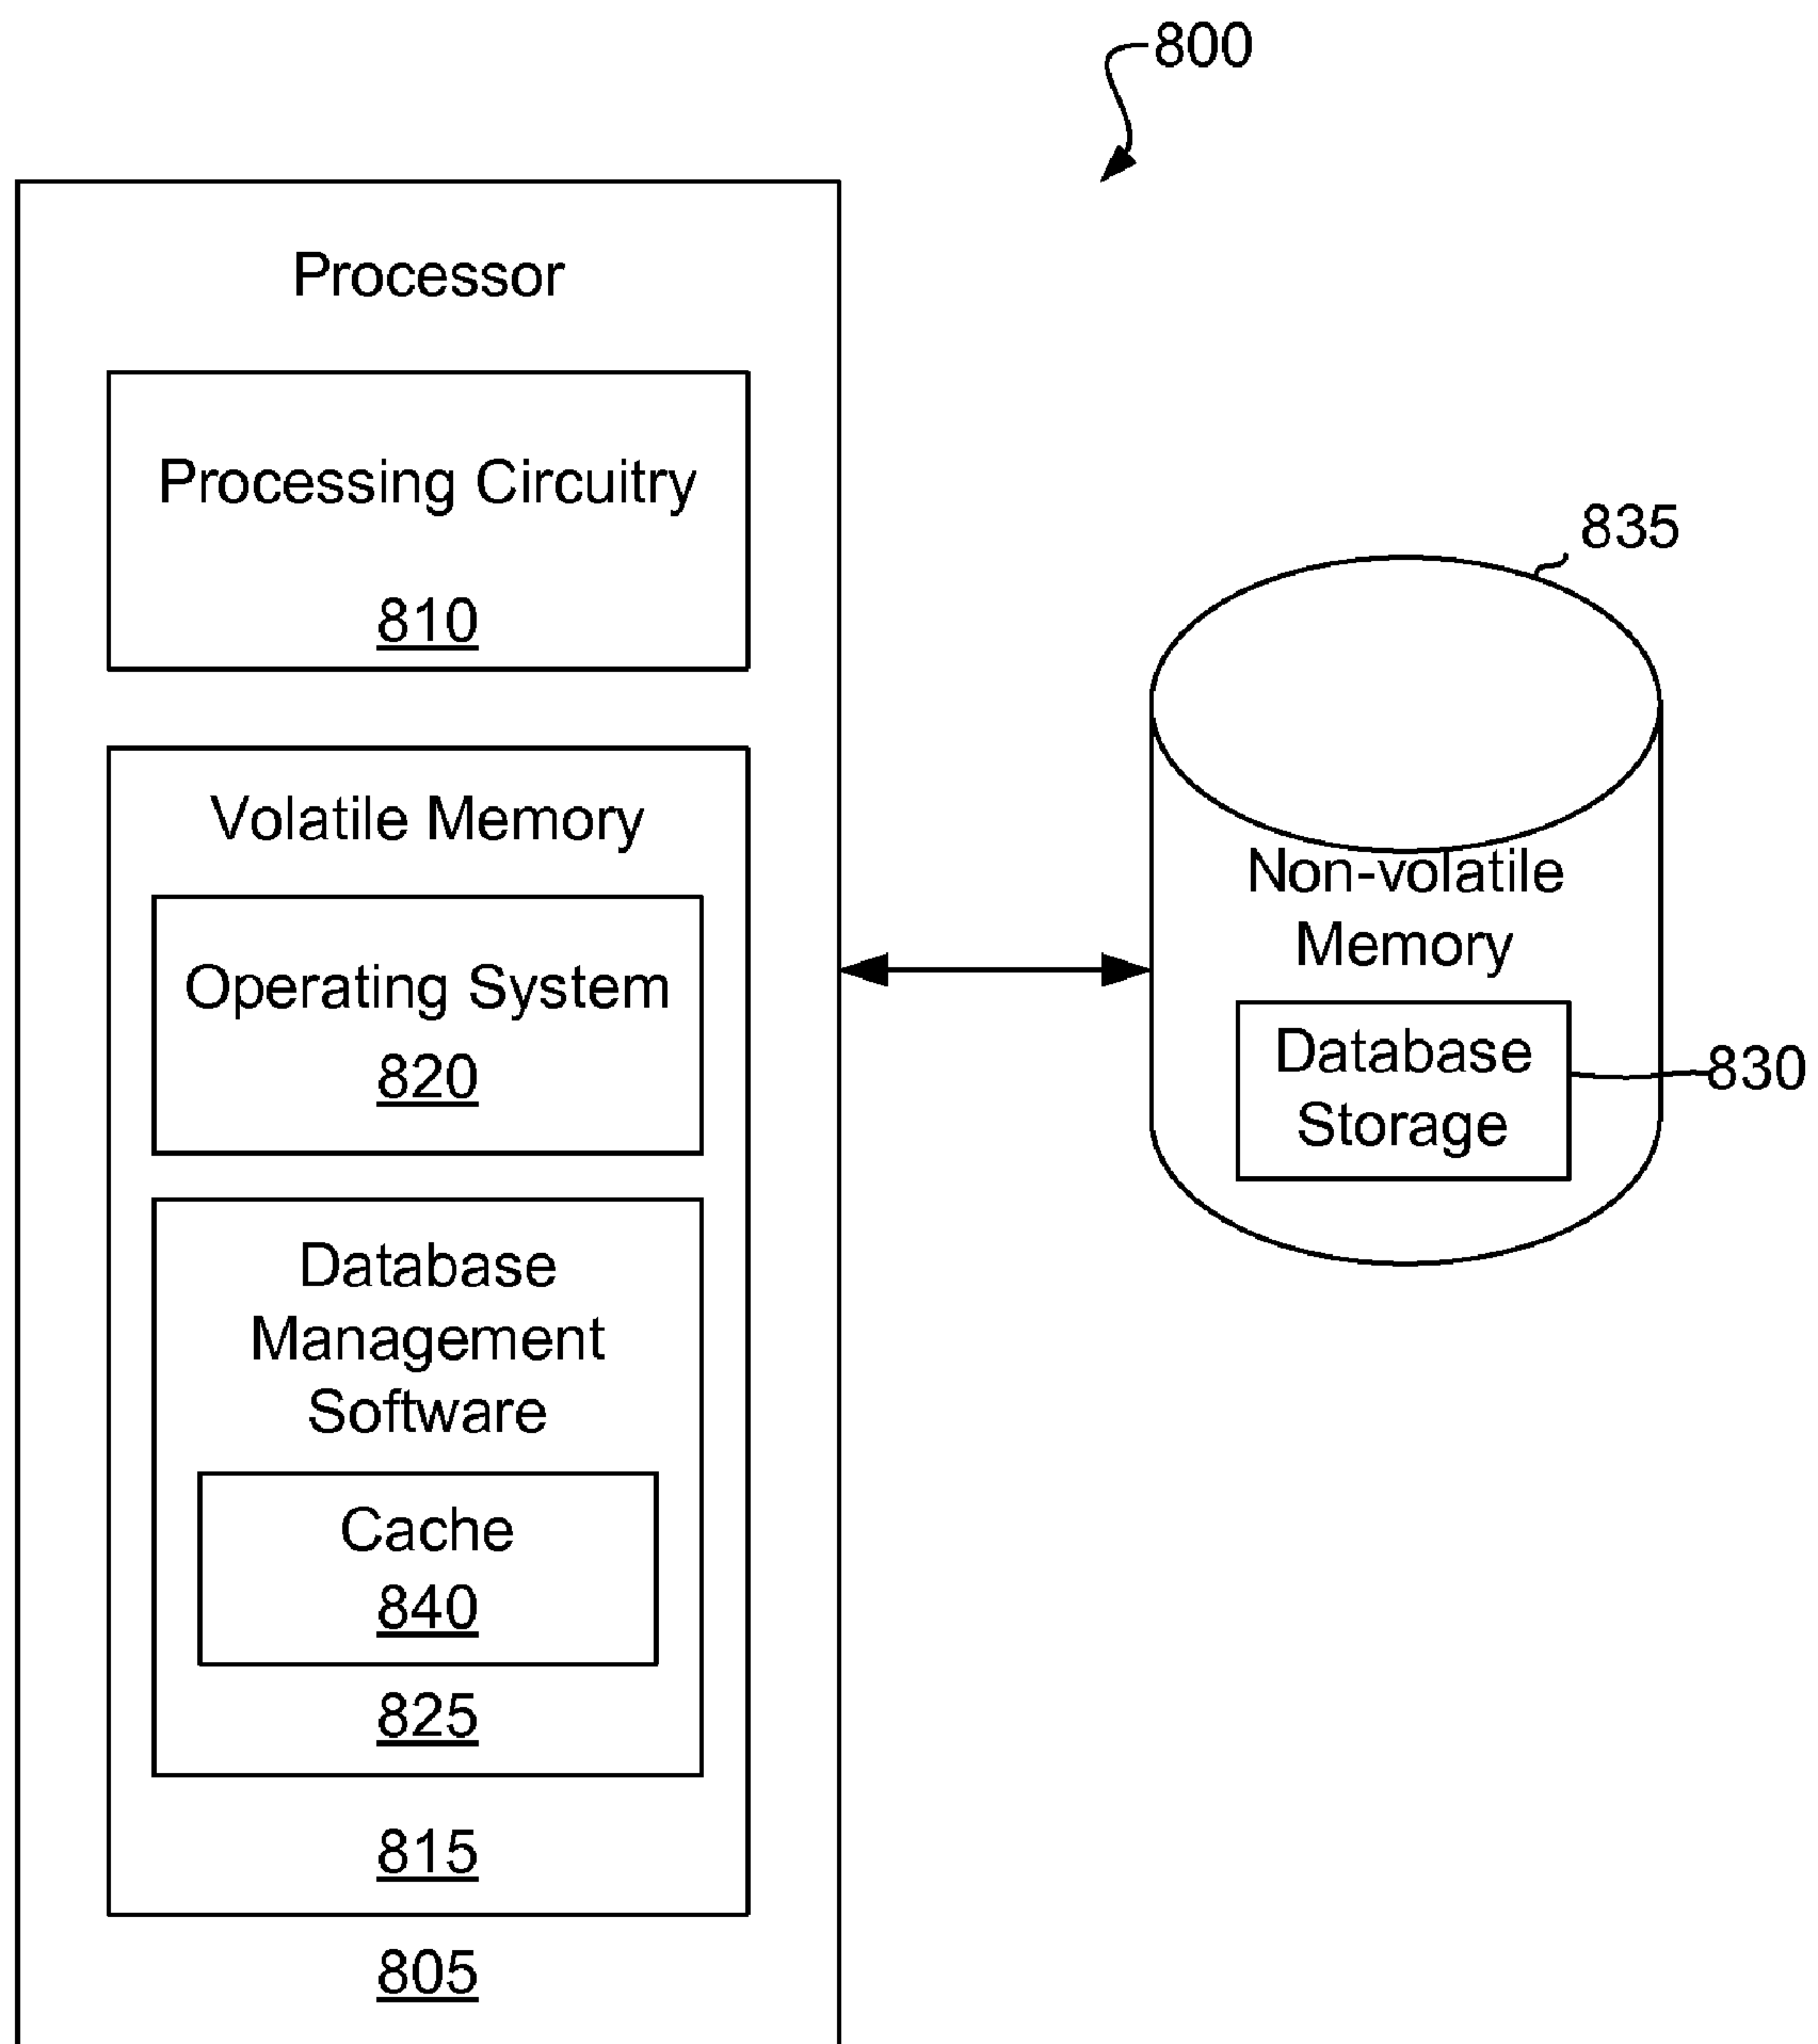 800
Processor
Processing Circuitry
810
Volatile Memory
Operating System
820
Database
Management
Software
Cache
840
825
815
805
835
Non-volatile
Memory
Database
Storage
830